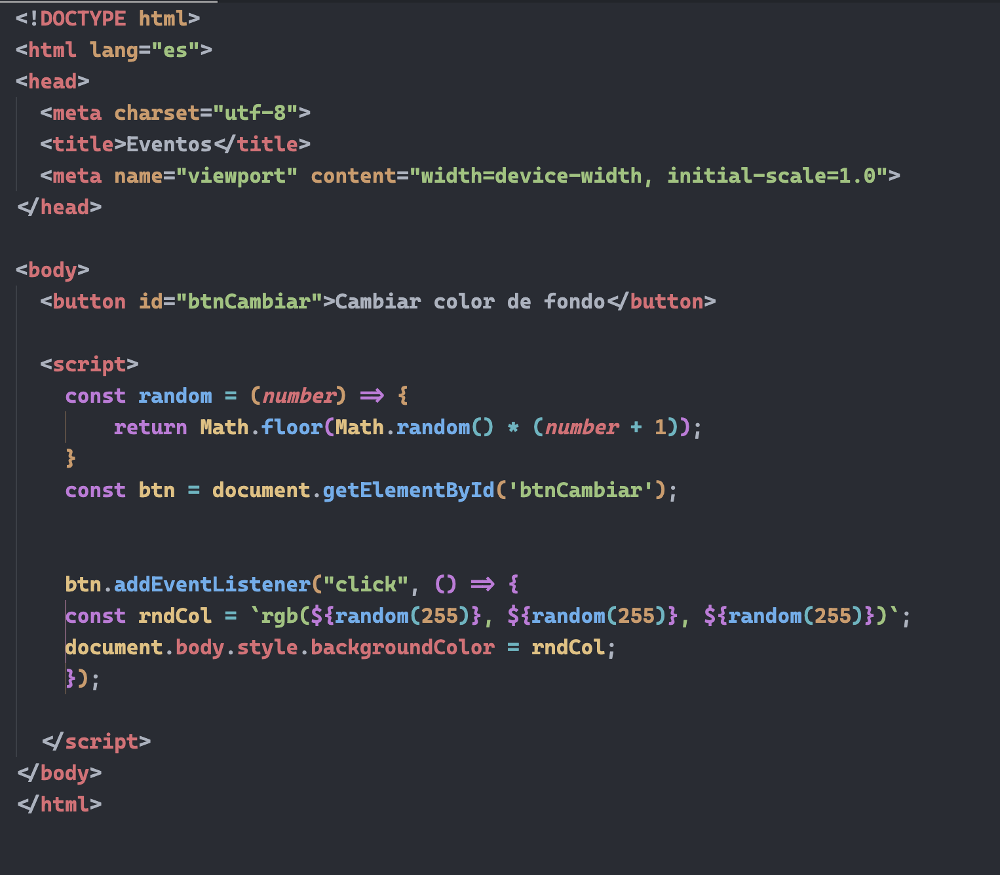 <!DOCTYPE html>
<html lang="es">
<head>
  <meta charset="utf-8">
  <title>Eventos</title>
  <meta name="viewport" content="width=device-width, initial-scale=1.0">
</head>

<body>
  <button id="btnCambiar">Cambiar color de fondo</button>

  <script>
    const random = (number) => {
        return Math.floor(Math.random() * (number + 1));
    }
    const btn = document.getElementById('btnCambiar');


    btn.addEventListener("click", () => {
    const rndCol = `rgb(${random(255)}, ${random(255)}, ${random(255)})`;
    document.body.style.backgroundColor = rndCol;
    });

  </script>
</body>
</html>